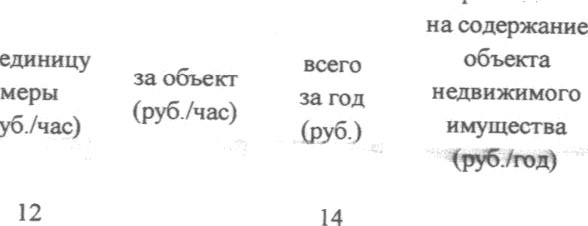 на содержание
единицу
меры
уб./час)
за объект
(руб./час)
всего
за год
(руб.)
объекта
недвижимого
имущества
(руб./год)
12
14